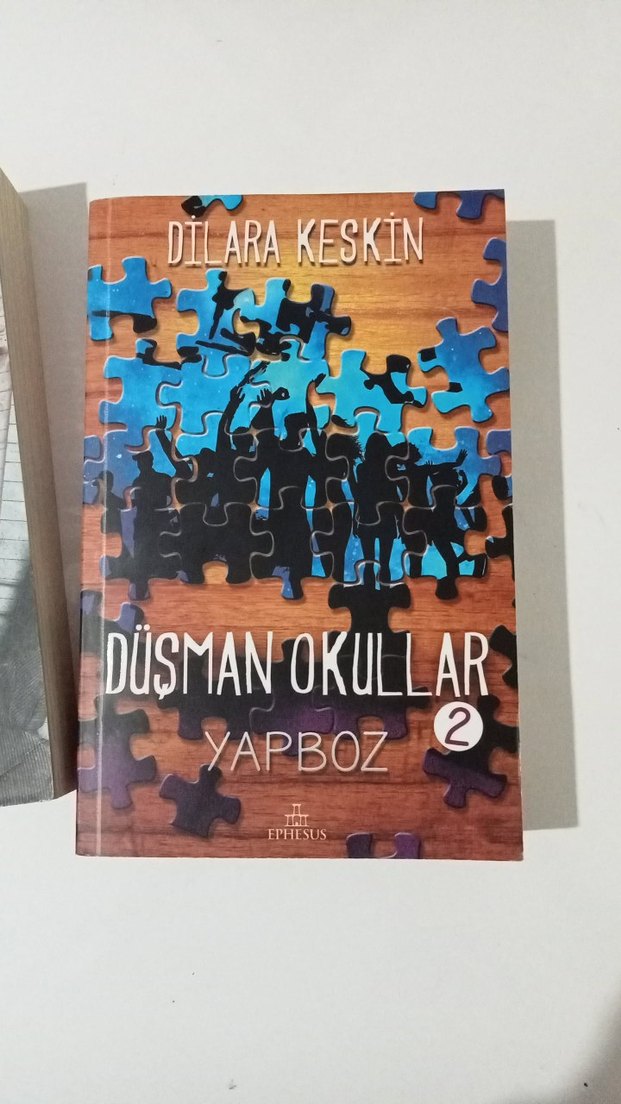 DİLARA KESKİN
DÜŞMAN OKULLAR
2
YAPBOZ
EPHESUS